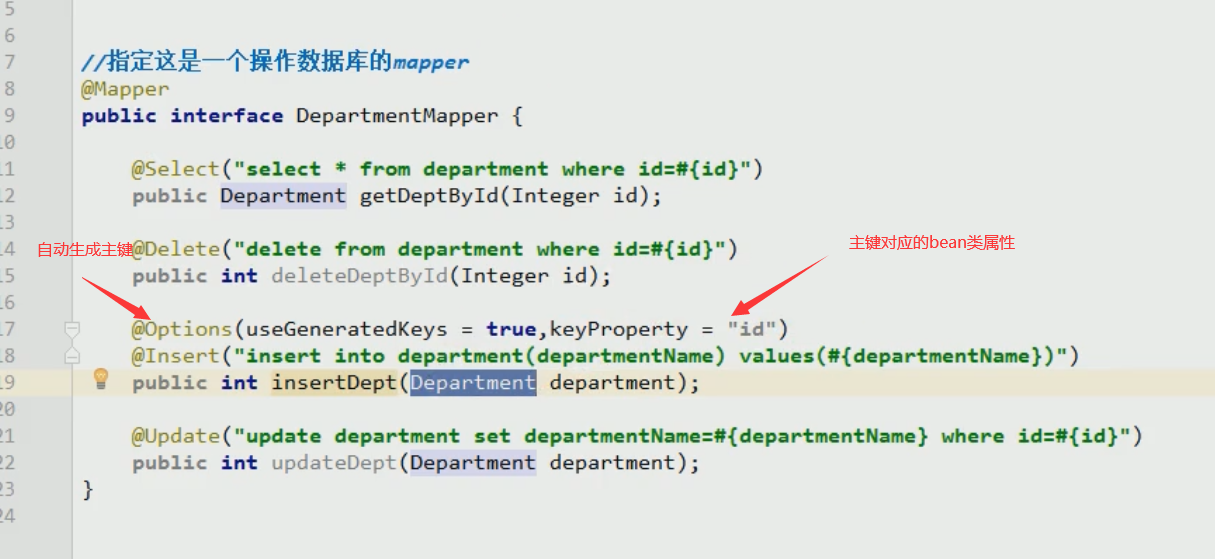 5
6
7 //指定这是一个操作数据库的mapper
8 @Mapper
9 public interface DepartmentMapper {
10
11 @Select("select * from department where id=#{id}")
12 public Department getDeptById(Integer id);
13
14 @Delete("delete from department where id=#{id}")
自动生成主键
主键对应的bean类属性
15 public int deleteDeptById(Integer id);
16
17 @Options(useGeneratedKeys = true,keyProperty = "id")
18 @Insert("insert into department(departmentName) values(#{departmentName})")
19 public int insertDept(Department department);
20
21 @Update("update department set departmentName=#{departmentName} where id=#{id}")
22 public int updateDept(Department department);
23 }
24